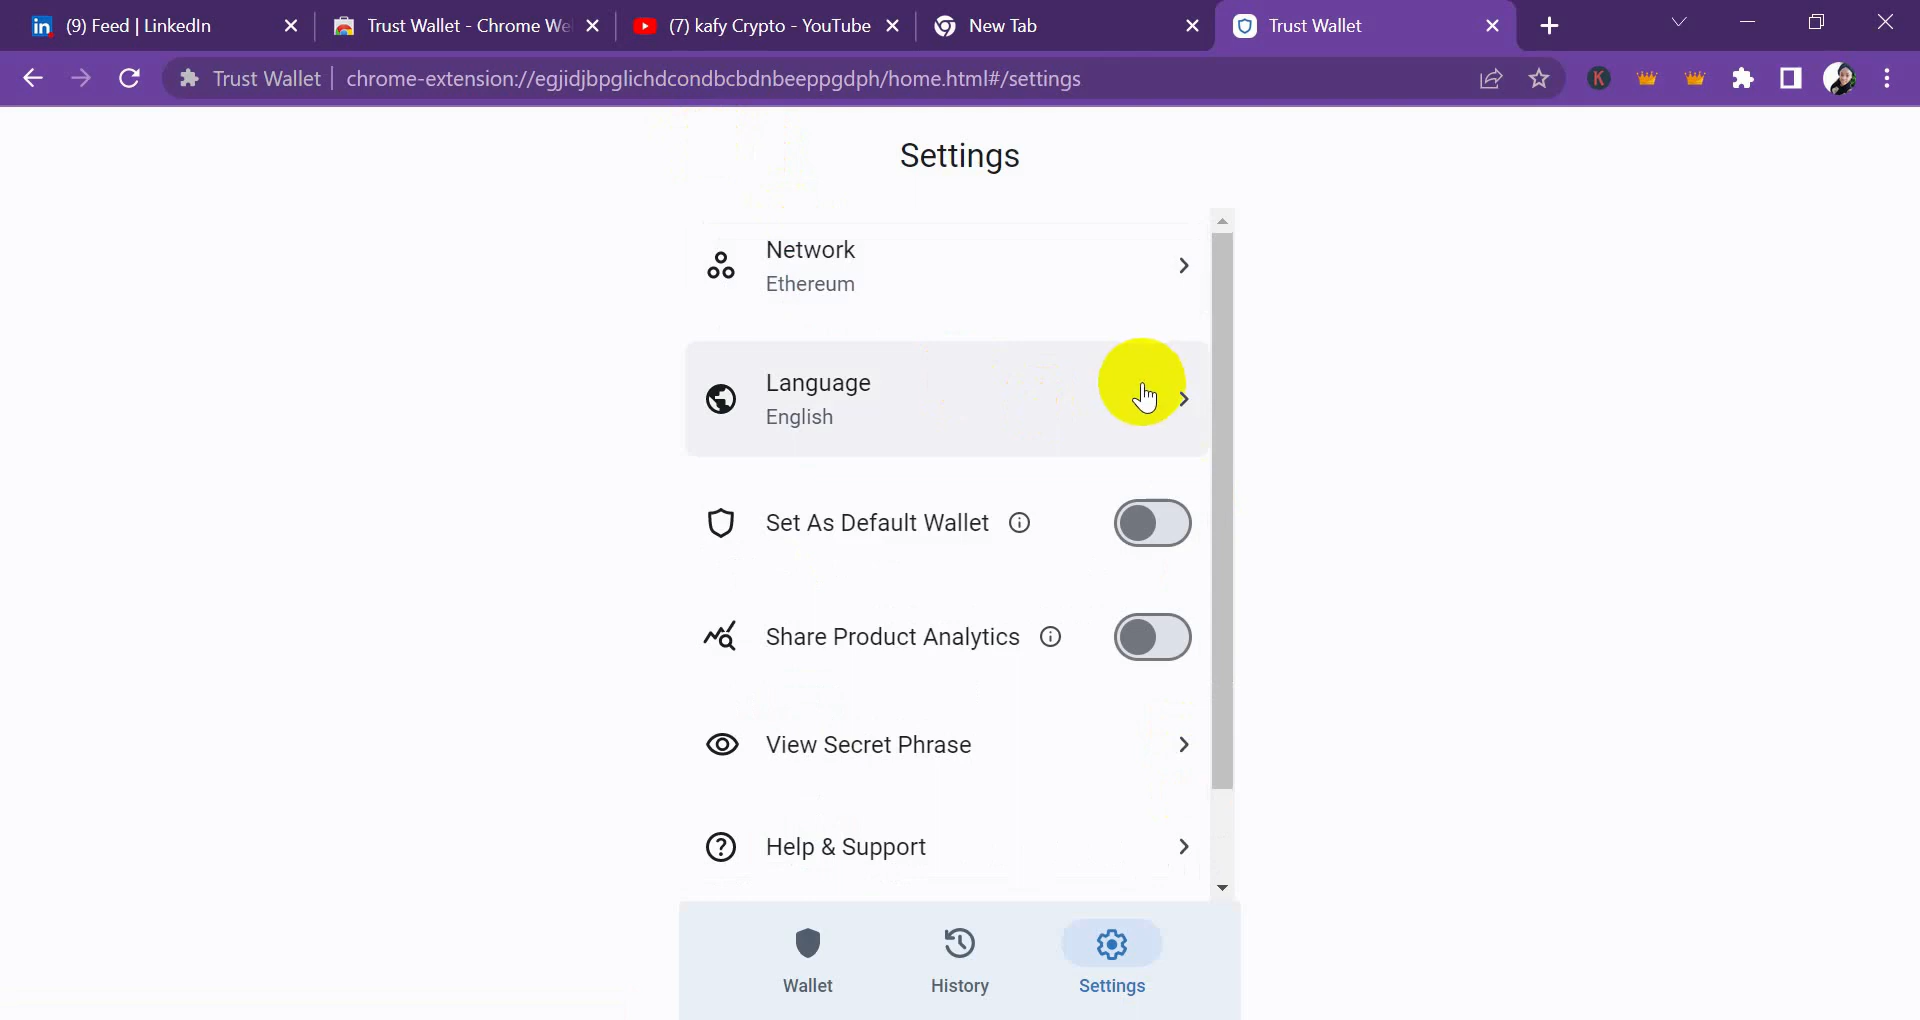 (9) Feed | LinkedIn
Trust Wallet - Chrome We
(7) kafy Crypto - YouTube
New Tab
Trust Wallet
Trust Wallet | chrome-extension://egjidjbpglichdcondbcbdnbeeppgdph/home.html#/settings
K
Settings
Network
Ethereum
Language
English
Set As Default Wallet
Share Product Analytics
View Secret Phrase
Help & Support
Wallet
History
Settings